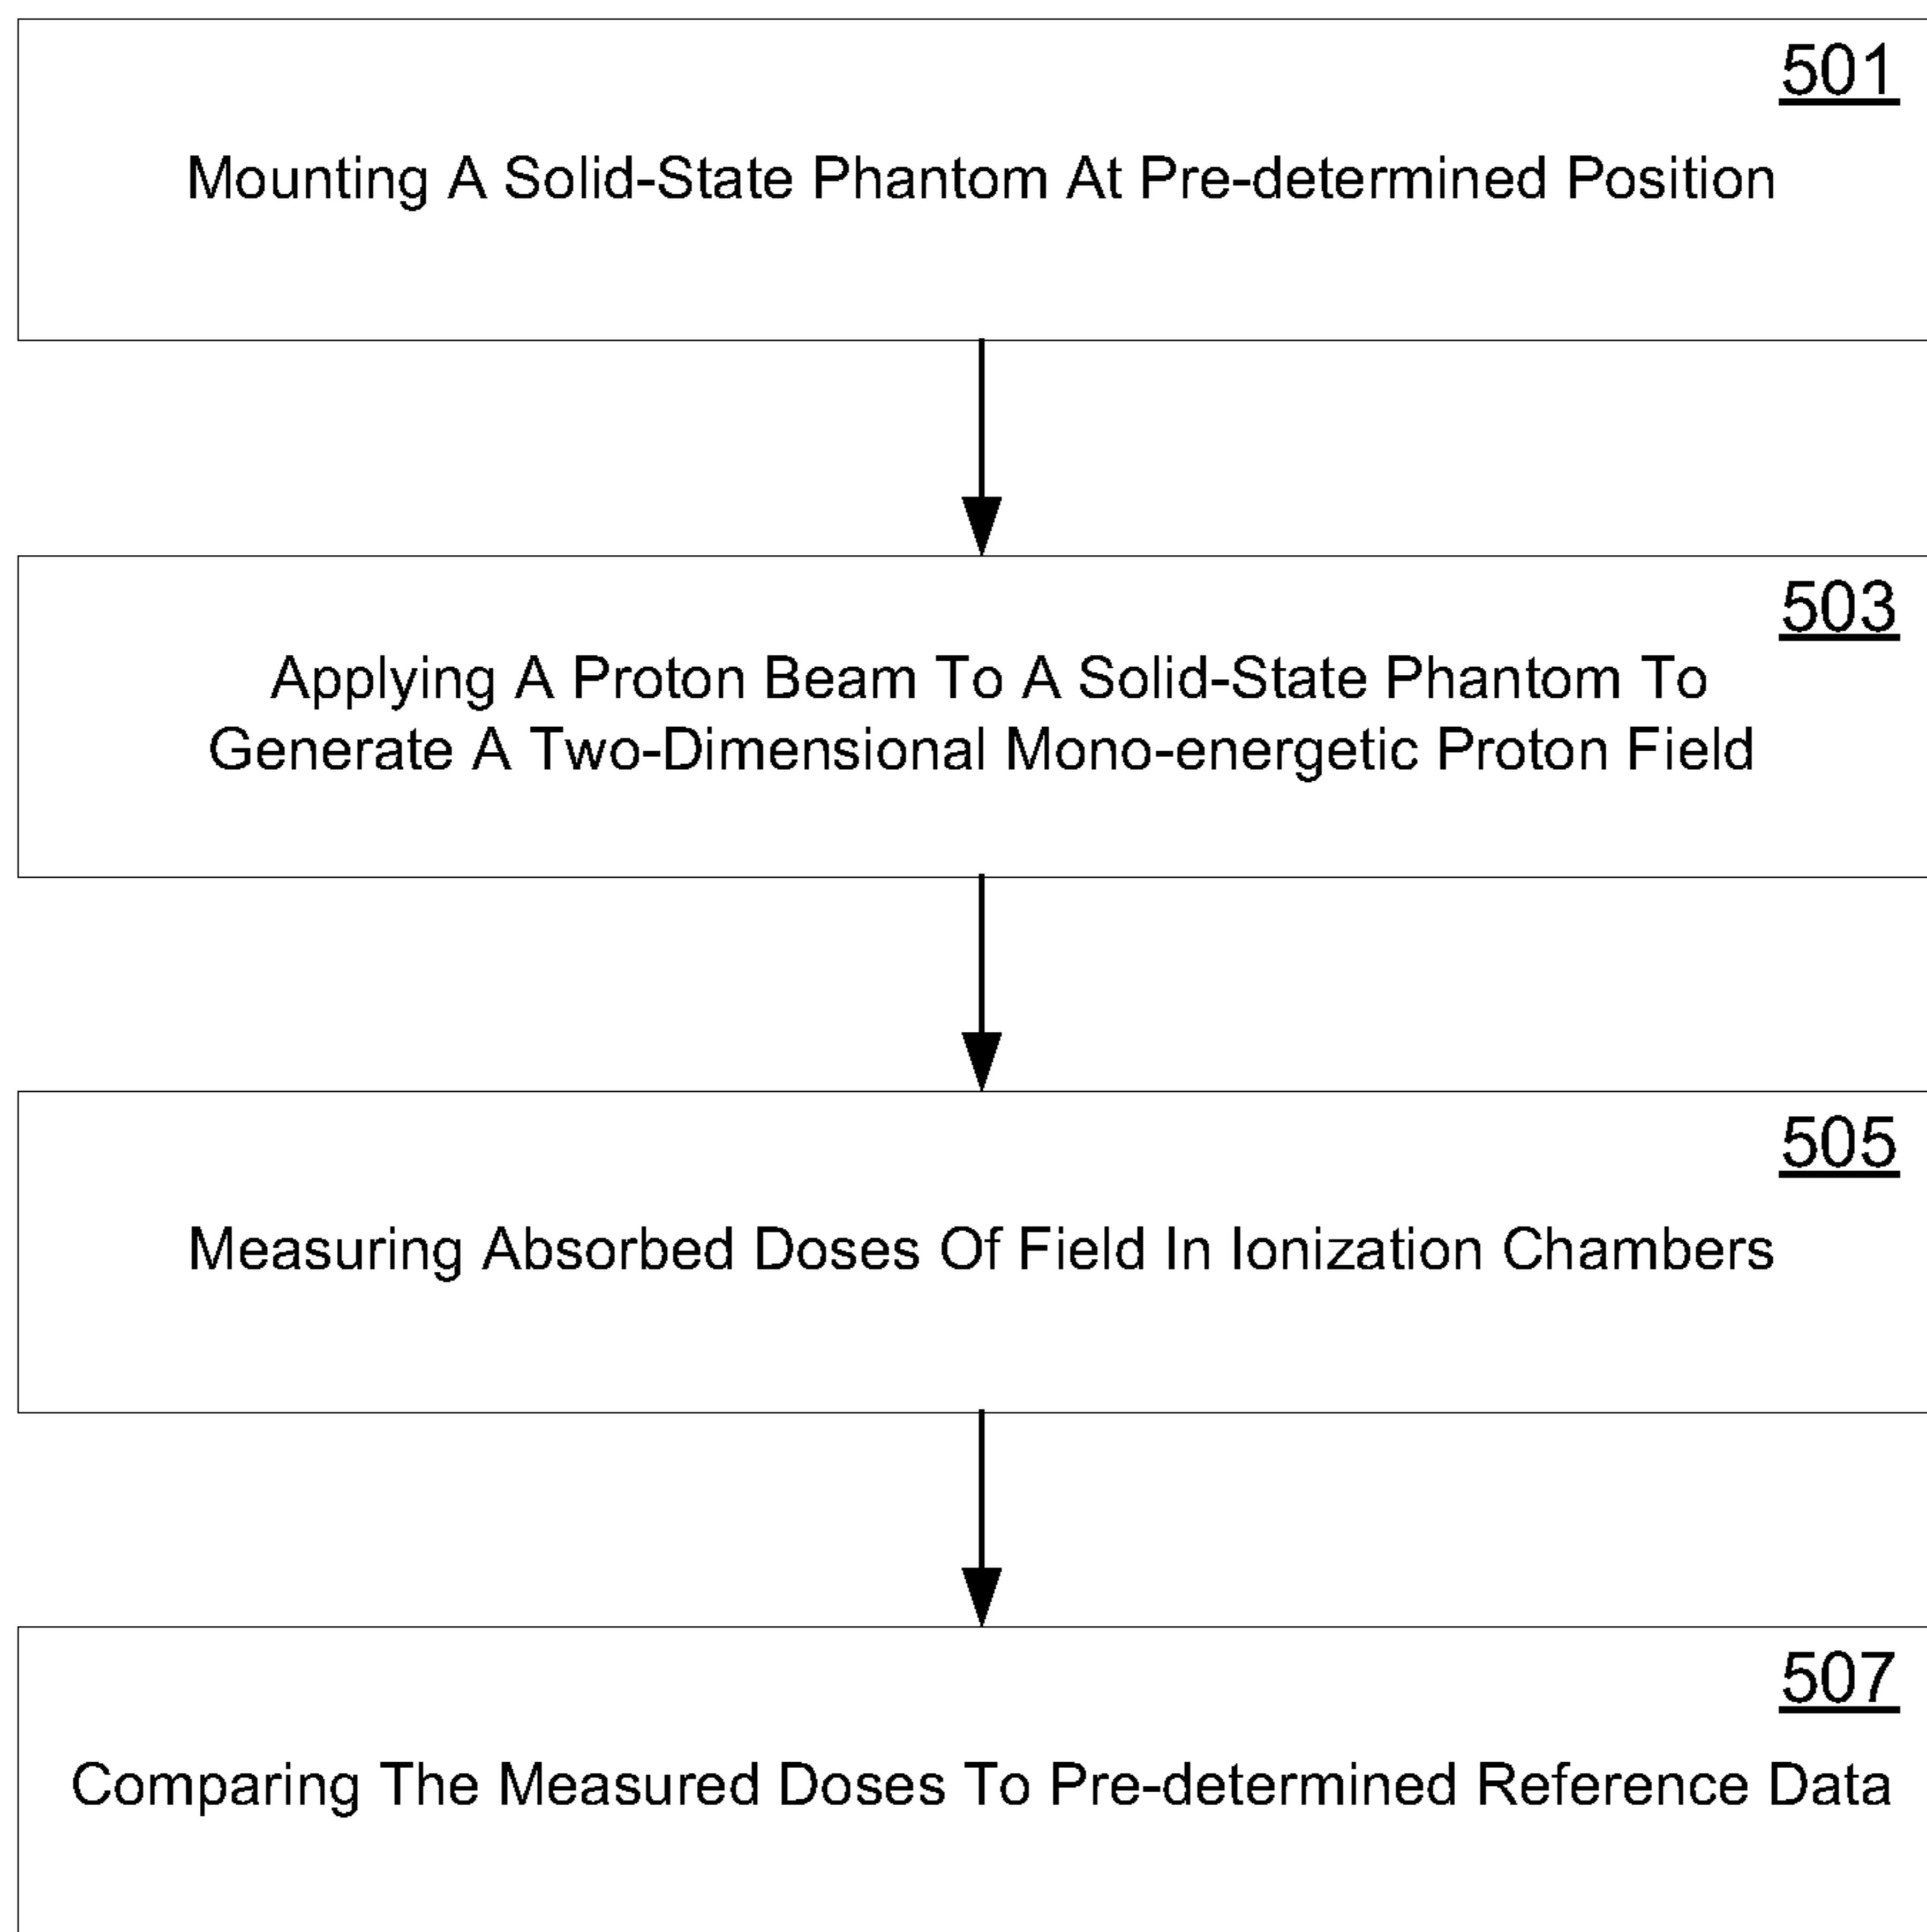 501
Mounting A Solid-State Phantom At Pre-determined Position
503
Applying A Proton Beam To A Solid-State Phantom To
Generate A Two-Dimensional Mono-energetic Proton Field
505
Measuring Absorbed Doses Of Field In Ionization Chambers
507
Comparing The Measured Doses To Pre-determined Reference Data